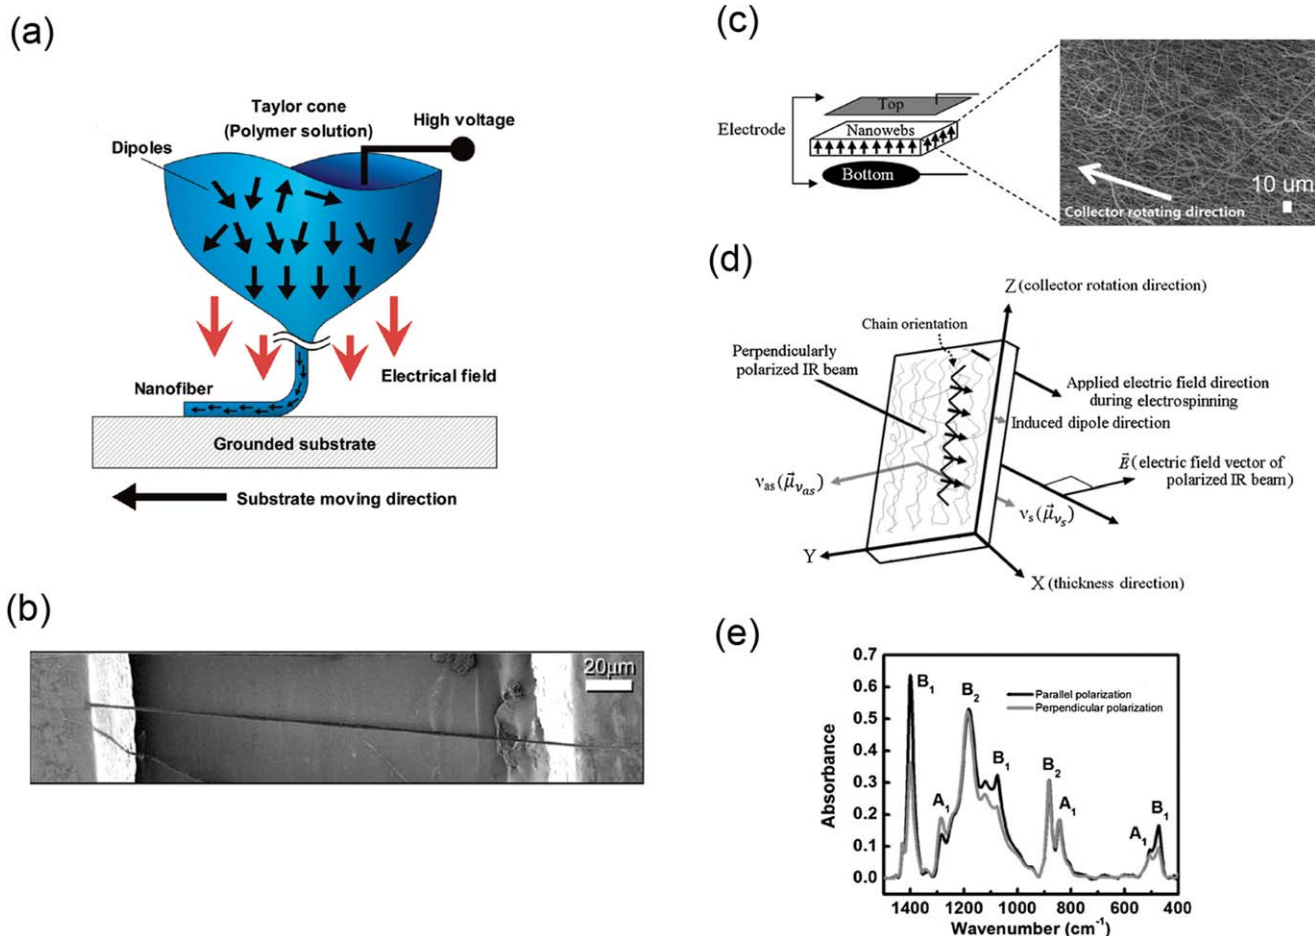 (a)
Taylor cone
(Polymer solution)
High voltage
Dipoles
Nanofiber
Electrical field
Grounded substrate
Substrate moving direction
(b)
20μm
(c)
Electrode
Top
Nanowebs
Bottom
10 um
Collector rotating direction
(d)
Z (collector rotation direction)
Chain orientation
Perpendicularly
polarized IR beam
Applied electric field direction
during electrospinning
Induced dipole direction
E⃗ (electric field vector of
polarized IR beam)
νas(μ⃗νas)
νs(μ⃗νs)
Y
X (thickness direction)
(e)
Absorbance
0.7
0.6
0.5
0.4
0.3
0.2
0.1
0.0
B1
B2
Parallel polarization
Perpendicular polarization
A1
B1
B2
A1
A1
B1
1400 1200 1000 800 600 400
Wavenumber (cm-1)